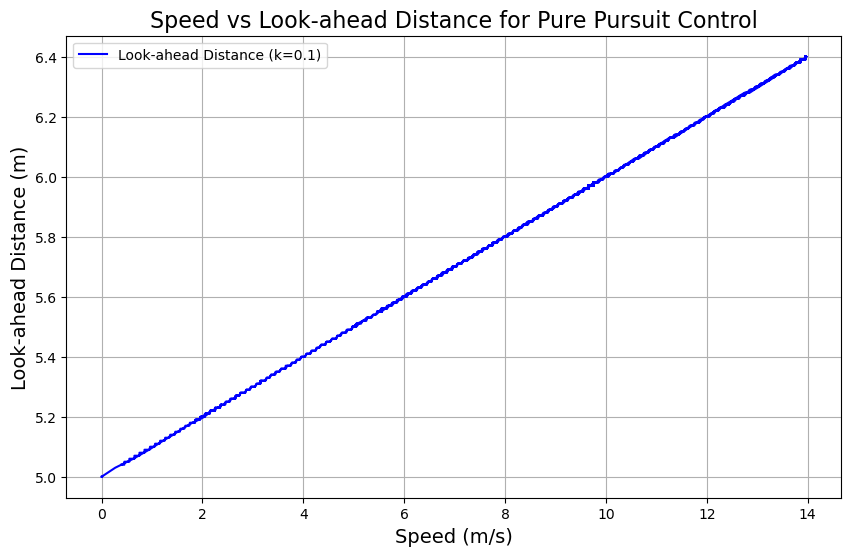 Speed vs Look-ahead Distance for Pure Pursuit Control
Look-ahead Distance (k=0.1)
Look-ahead Distance (m)
6.4
6.2
6.0
5.8
5.6
5.4
5.2
5.0
0 2 4 6 8 10 12 14
Speed (m/s)